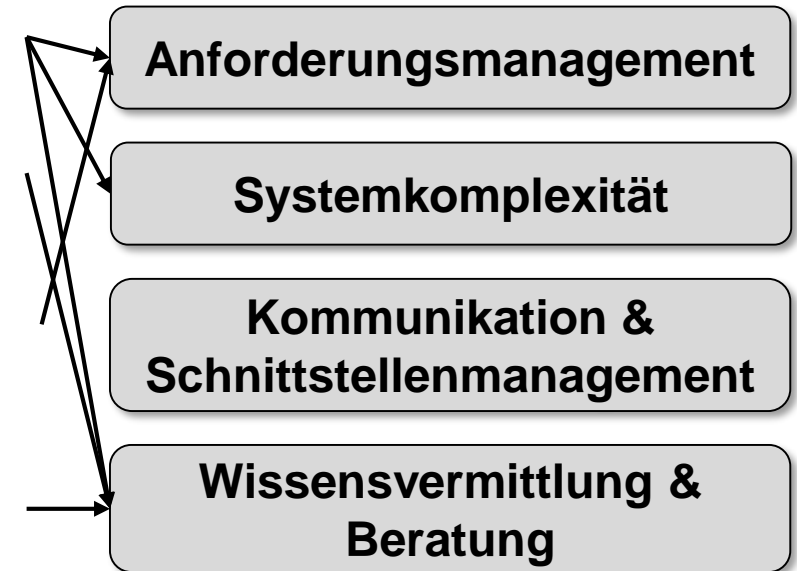 Anforderungsmanagement
Systemkomplexität
Kommunikation &
Schnittstellenmanagement
Wissensvermittlung &
Beratung